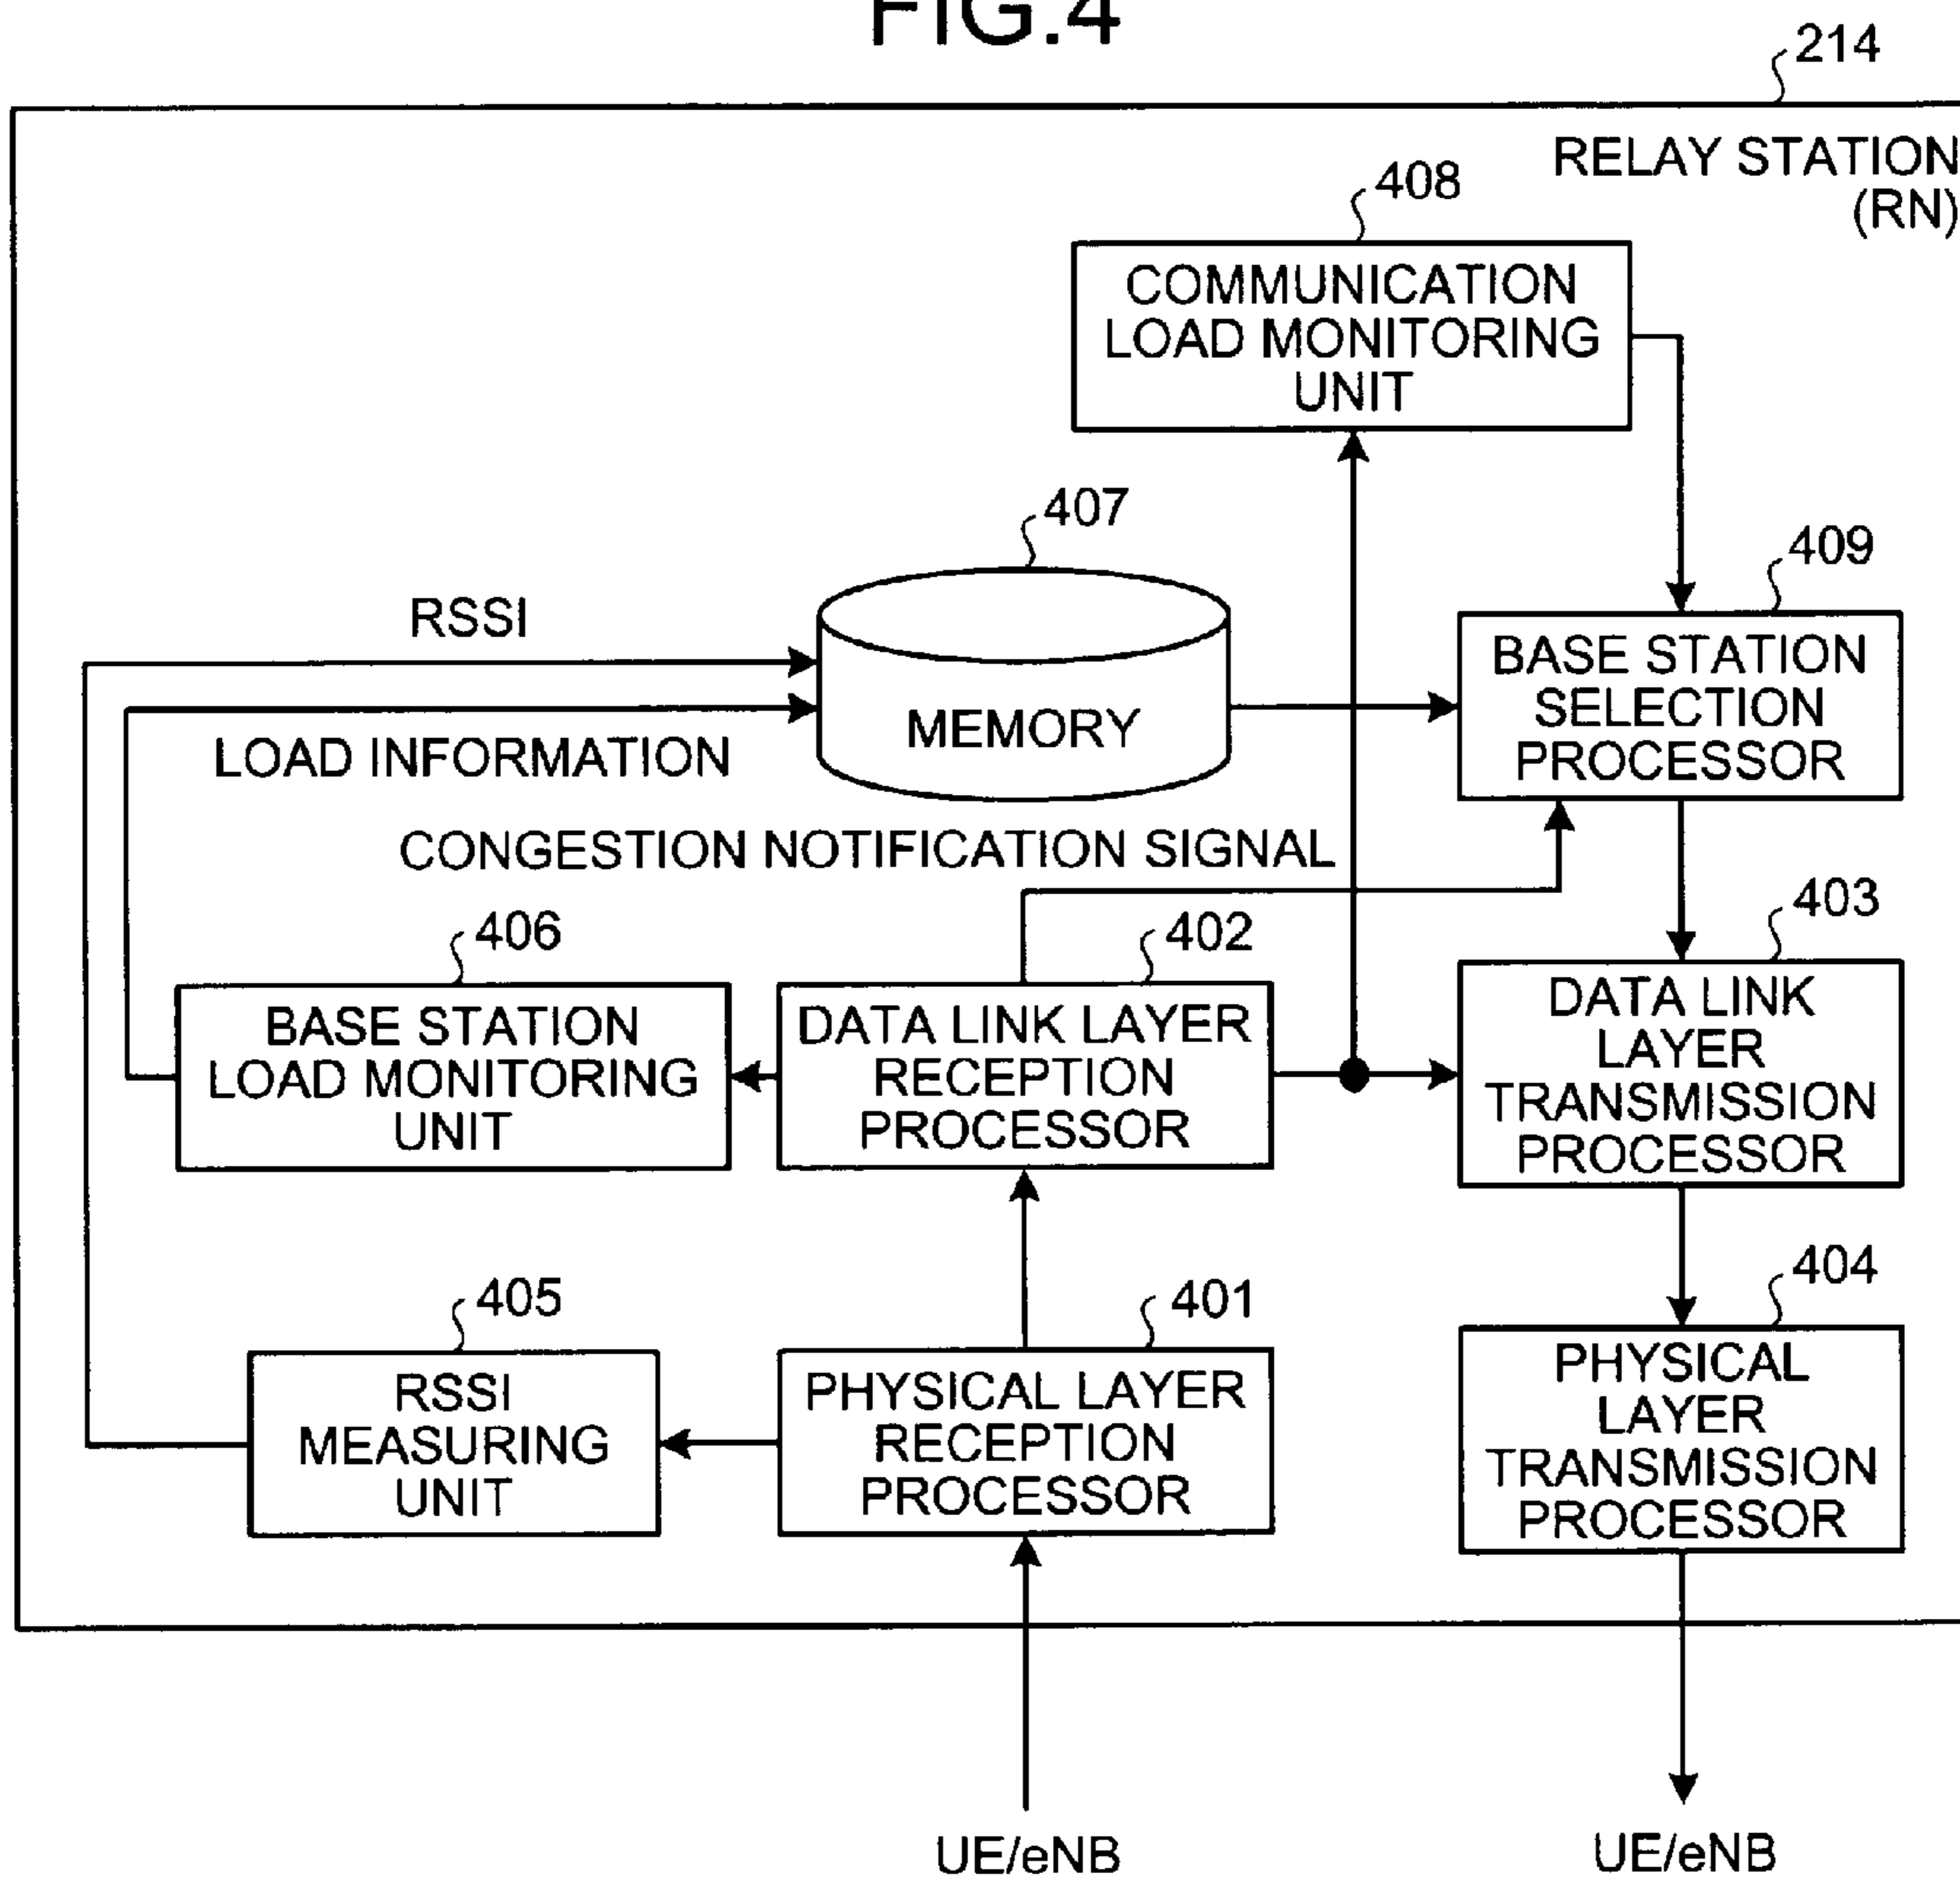 FIG.4
214
RELAY STATION
(RN)
408
COMMUNICATION
LOAD MONITORING
UNIT
407
409
RSSI
MEMORY
BASE STATION
SELECTION
PROCESSOR
LOAD INFORMATION
CONGESTION NOTIFICATION SIGNAL
406
402
403
BASE STATION
LOAD MONITORING
UNIT
DATA LINK LAYER
RECEPTION
PROCESSOR
DATA LINK
LAYER
TRANSMISSION
PROCESSOR
405
401
404
RSSI
MEASURING
UNIT
PHYSICAL LAYER
RECEPTION
PROCESSOR
PHYSICAL
LAYER
TRANSMISSION
PROCESSOR
UE/eNB
UE/eNB